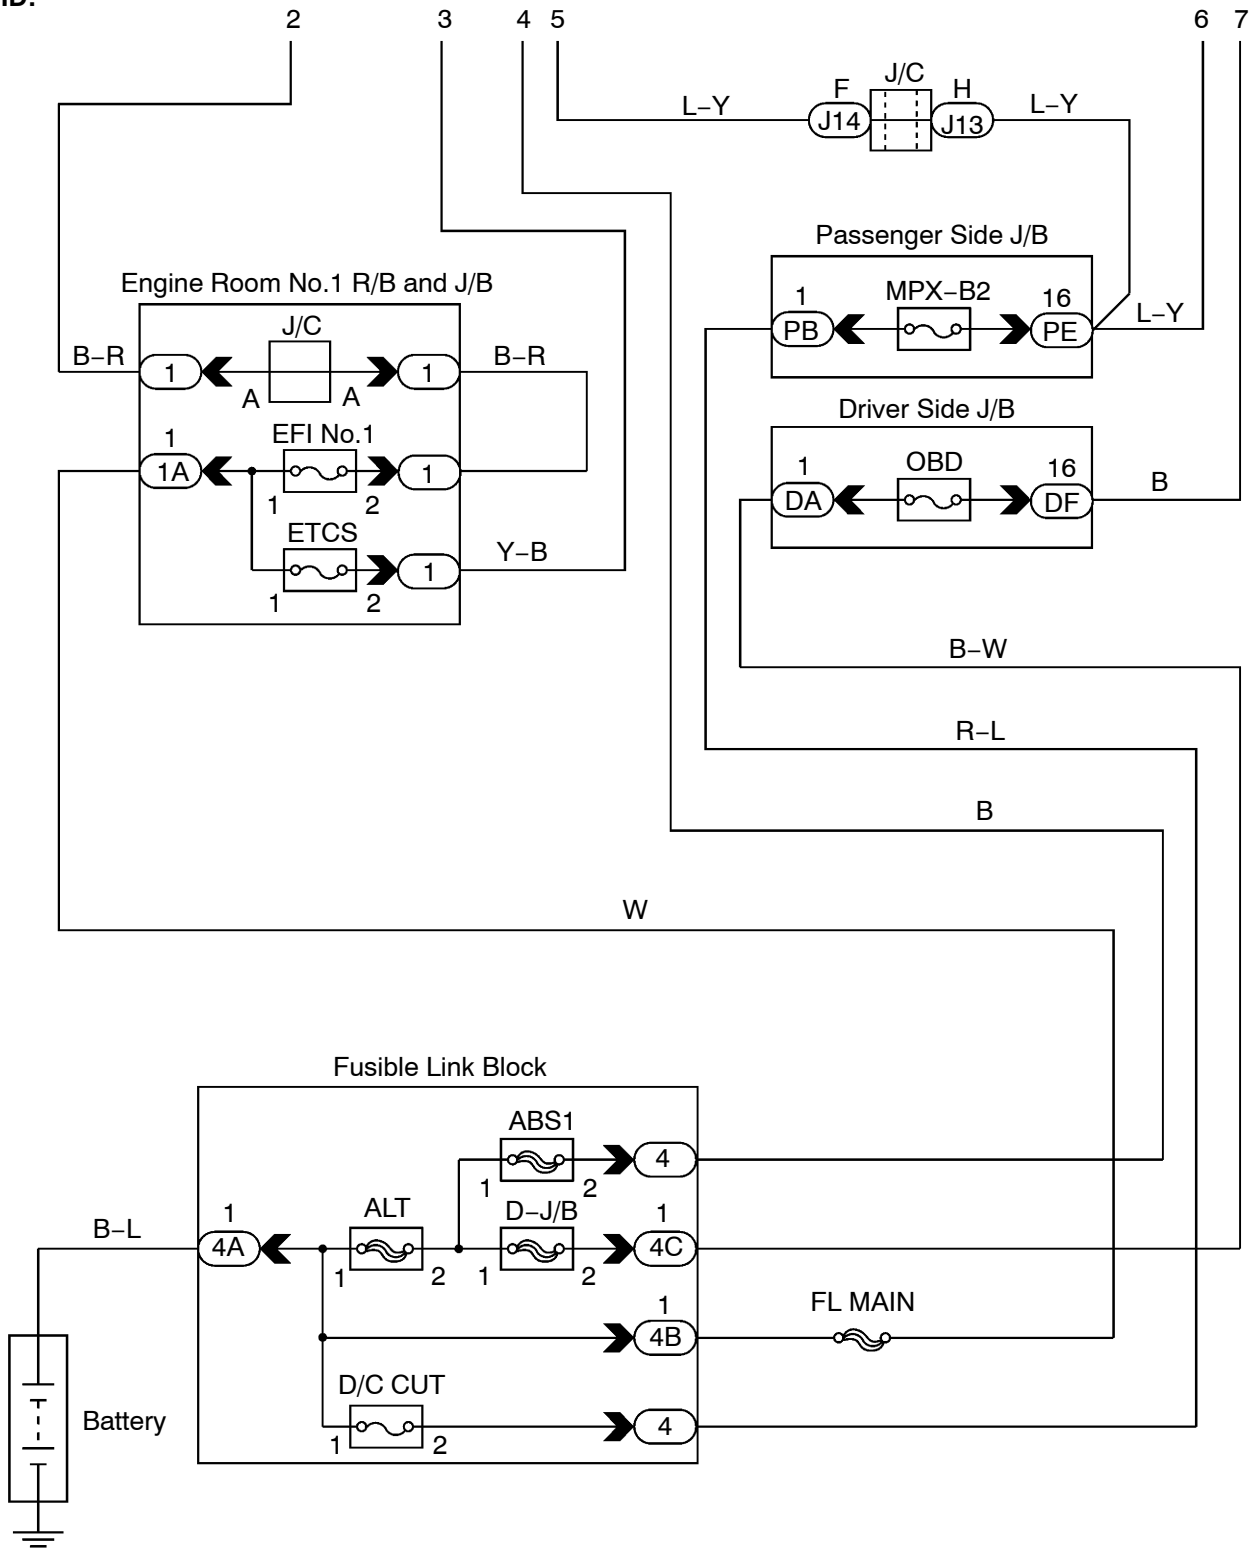 ID:
2 3 4 5 6 7
J/C
F H
L–Y J14 J13 L–Y
Passenger Side J/B
1 MPX–B2 16
PB PE L–Y
Engine Room No.1 R/B and J/B
J/C
B–R 1 1 B–R
A A
Driver Side J/B
1 OBD 16
DA DF B
1 EFI No.1
1A 1
1 2
ETCS
1 Y–B
1 2
B–W
R–L
B
W
Fusible Link Block
ABS1
4
1 2
1 ALT D–J/B 1
B–L 4A 4C
1 2 1 2
1 FL MAIN
4B
D/C CUT
Battery 4
1 2